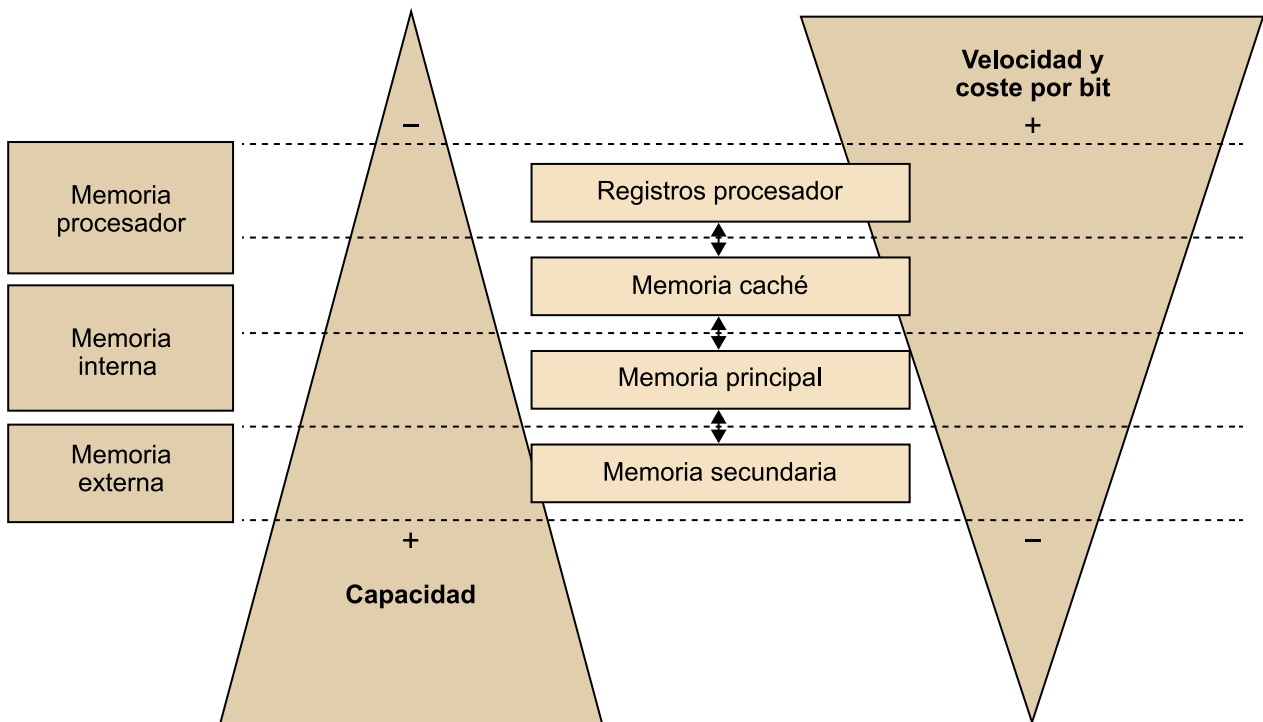 Velocidad y
coste por bit
–
+
Memoria
procesador
Registros procesador
Memoria caché
Memoria
interna
Memoria principal
Memoria
externa
Memoria secundaria
+
–
Capacidad